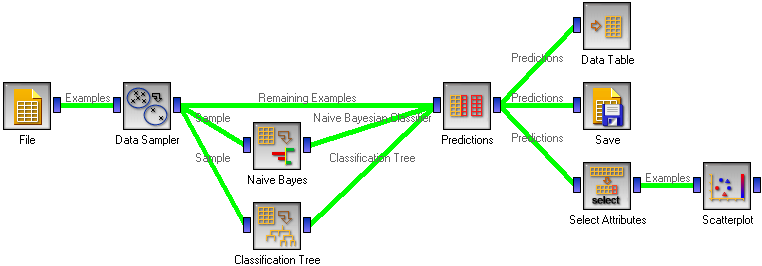 Predictions
Data Table
Examples
Remaining Examples
Predictions
Sample
Naive Bayesian Classifier
File
Data Sampler
Predictions
Save
Predictions
Sample
Classification Tree
Naive Bayes
Examples
select
Select Attributes
Scatterplot
Classification Tree